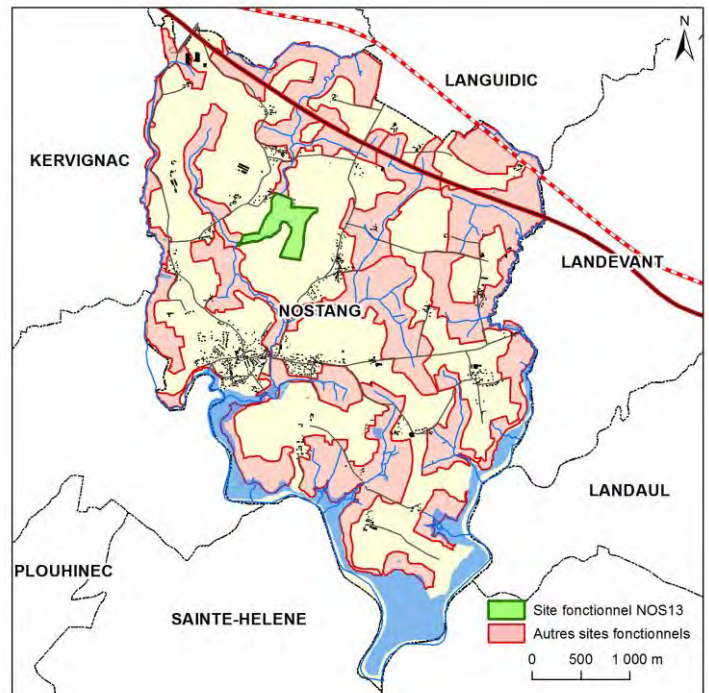 N
LANGUIDIC
KERVIGNAC
LANDEVANT
NOSTANG
LANDAUL
PLOUHINEC
SAINTE-HELENE
Site fonctionnel NOS13
Autres sites fonctionnels
0 500 1 000 m